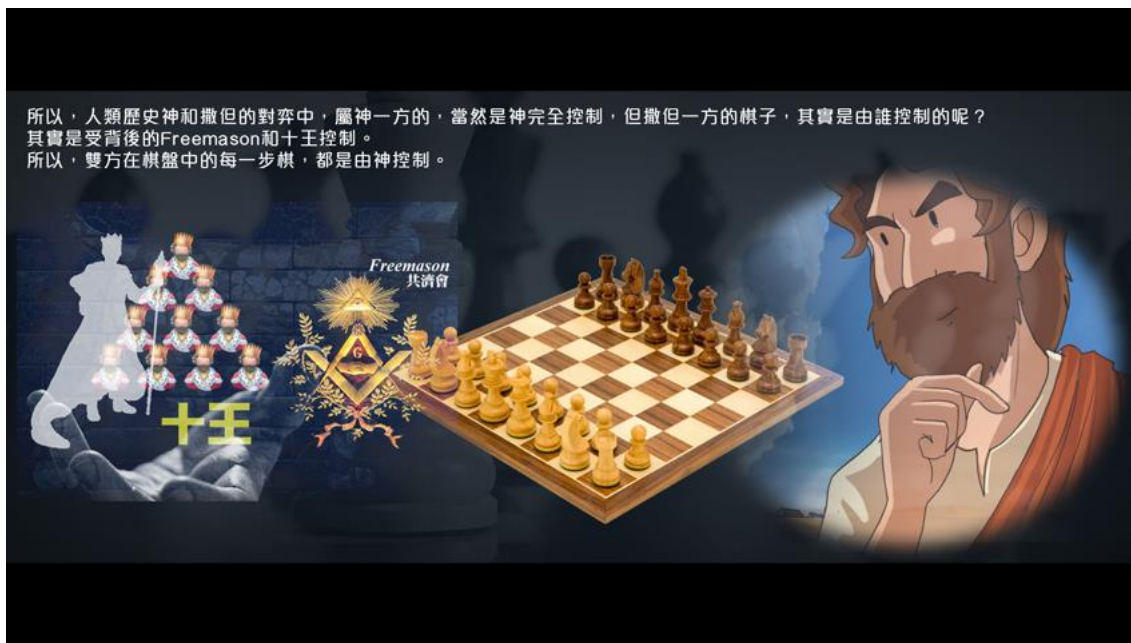 所以，人類歷史神和撒但的對弈中，屬神一方的，當然是神完全控制，但撒但一方的棋子，其實是由誰控制的呢？
其實是受背後的Freemason和十王控制。
所以，雙方在棋盤中的每一步棋，都是由神控制。
Freemason
共濟會
G
十王